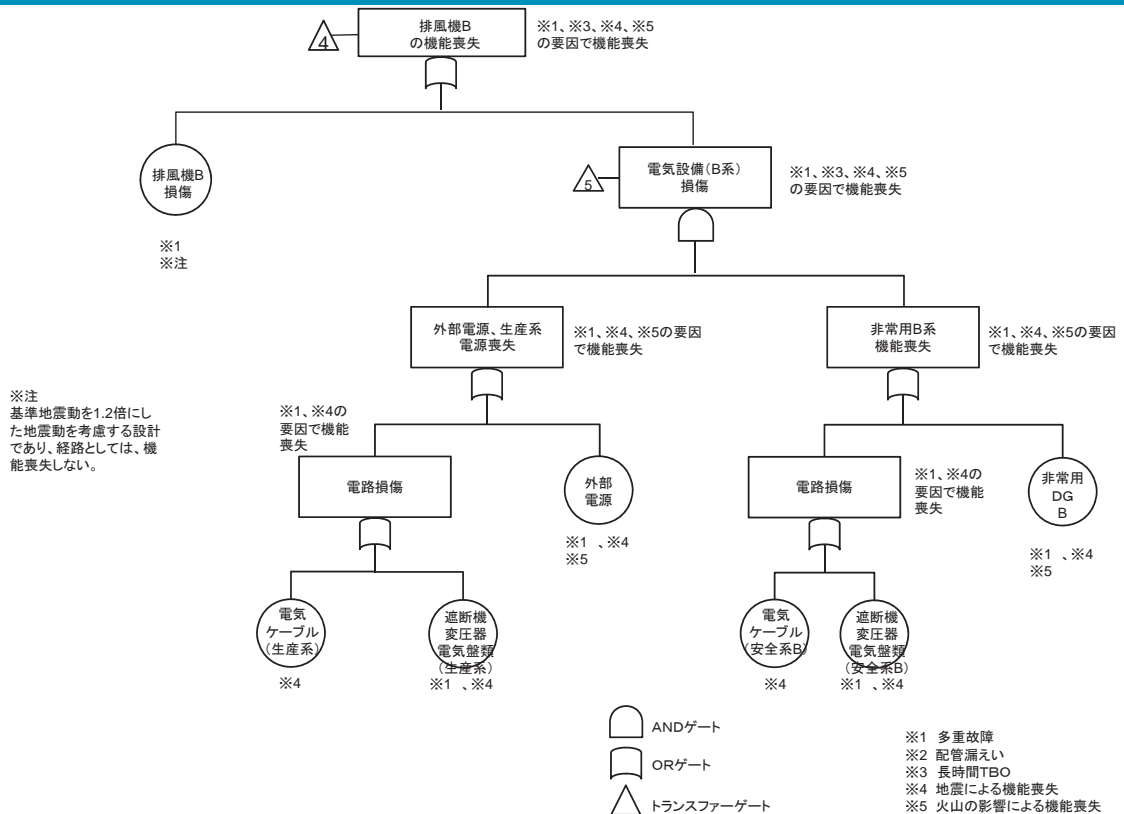 排風機B
の機能喪失
※1、※3、※4、※5
の要因で機能喪失
4
排風機B
損傷
※1
※注
電気設備(B系)
損傷
5
※1、※3、※4、※5
の要因で機能喪失
外部電源、生産系
電源喪失
※1、※4、※5の要因
で機能喪失
非常用B系
機能喪失
※1、※4、※5の要因
で機能喪失
※注
基準地震動を1.2倍にし
た地震動を考慮する設計
であり、経路としては、機
能喪失しない。
※1、※4の
要因で機能
喪失
電路損傷
外部
電源
※1 、※4
※5
電路損傷
※1、※4の
要因で機能
喪失
非常用
DG
B
※1 、※4
※5
電気
ケーブル
(生産系)
※4
遮断機
変圧器
電気盤類
(生産系)
※1 、※4
電気
ケーブル
(安全系B)
※4
遮断機
変圧器
電気盤類
(安全系B)
※1 、※4
ANDゲート
ORゲート
トランスファーゲート
※1 多重故障
※2 配管漏えい
※3 長時間TBO
※4 地震による機能喪失
※5 火山の影響による機能喪失